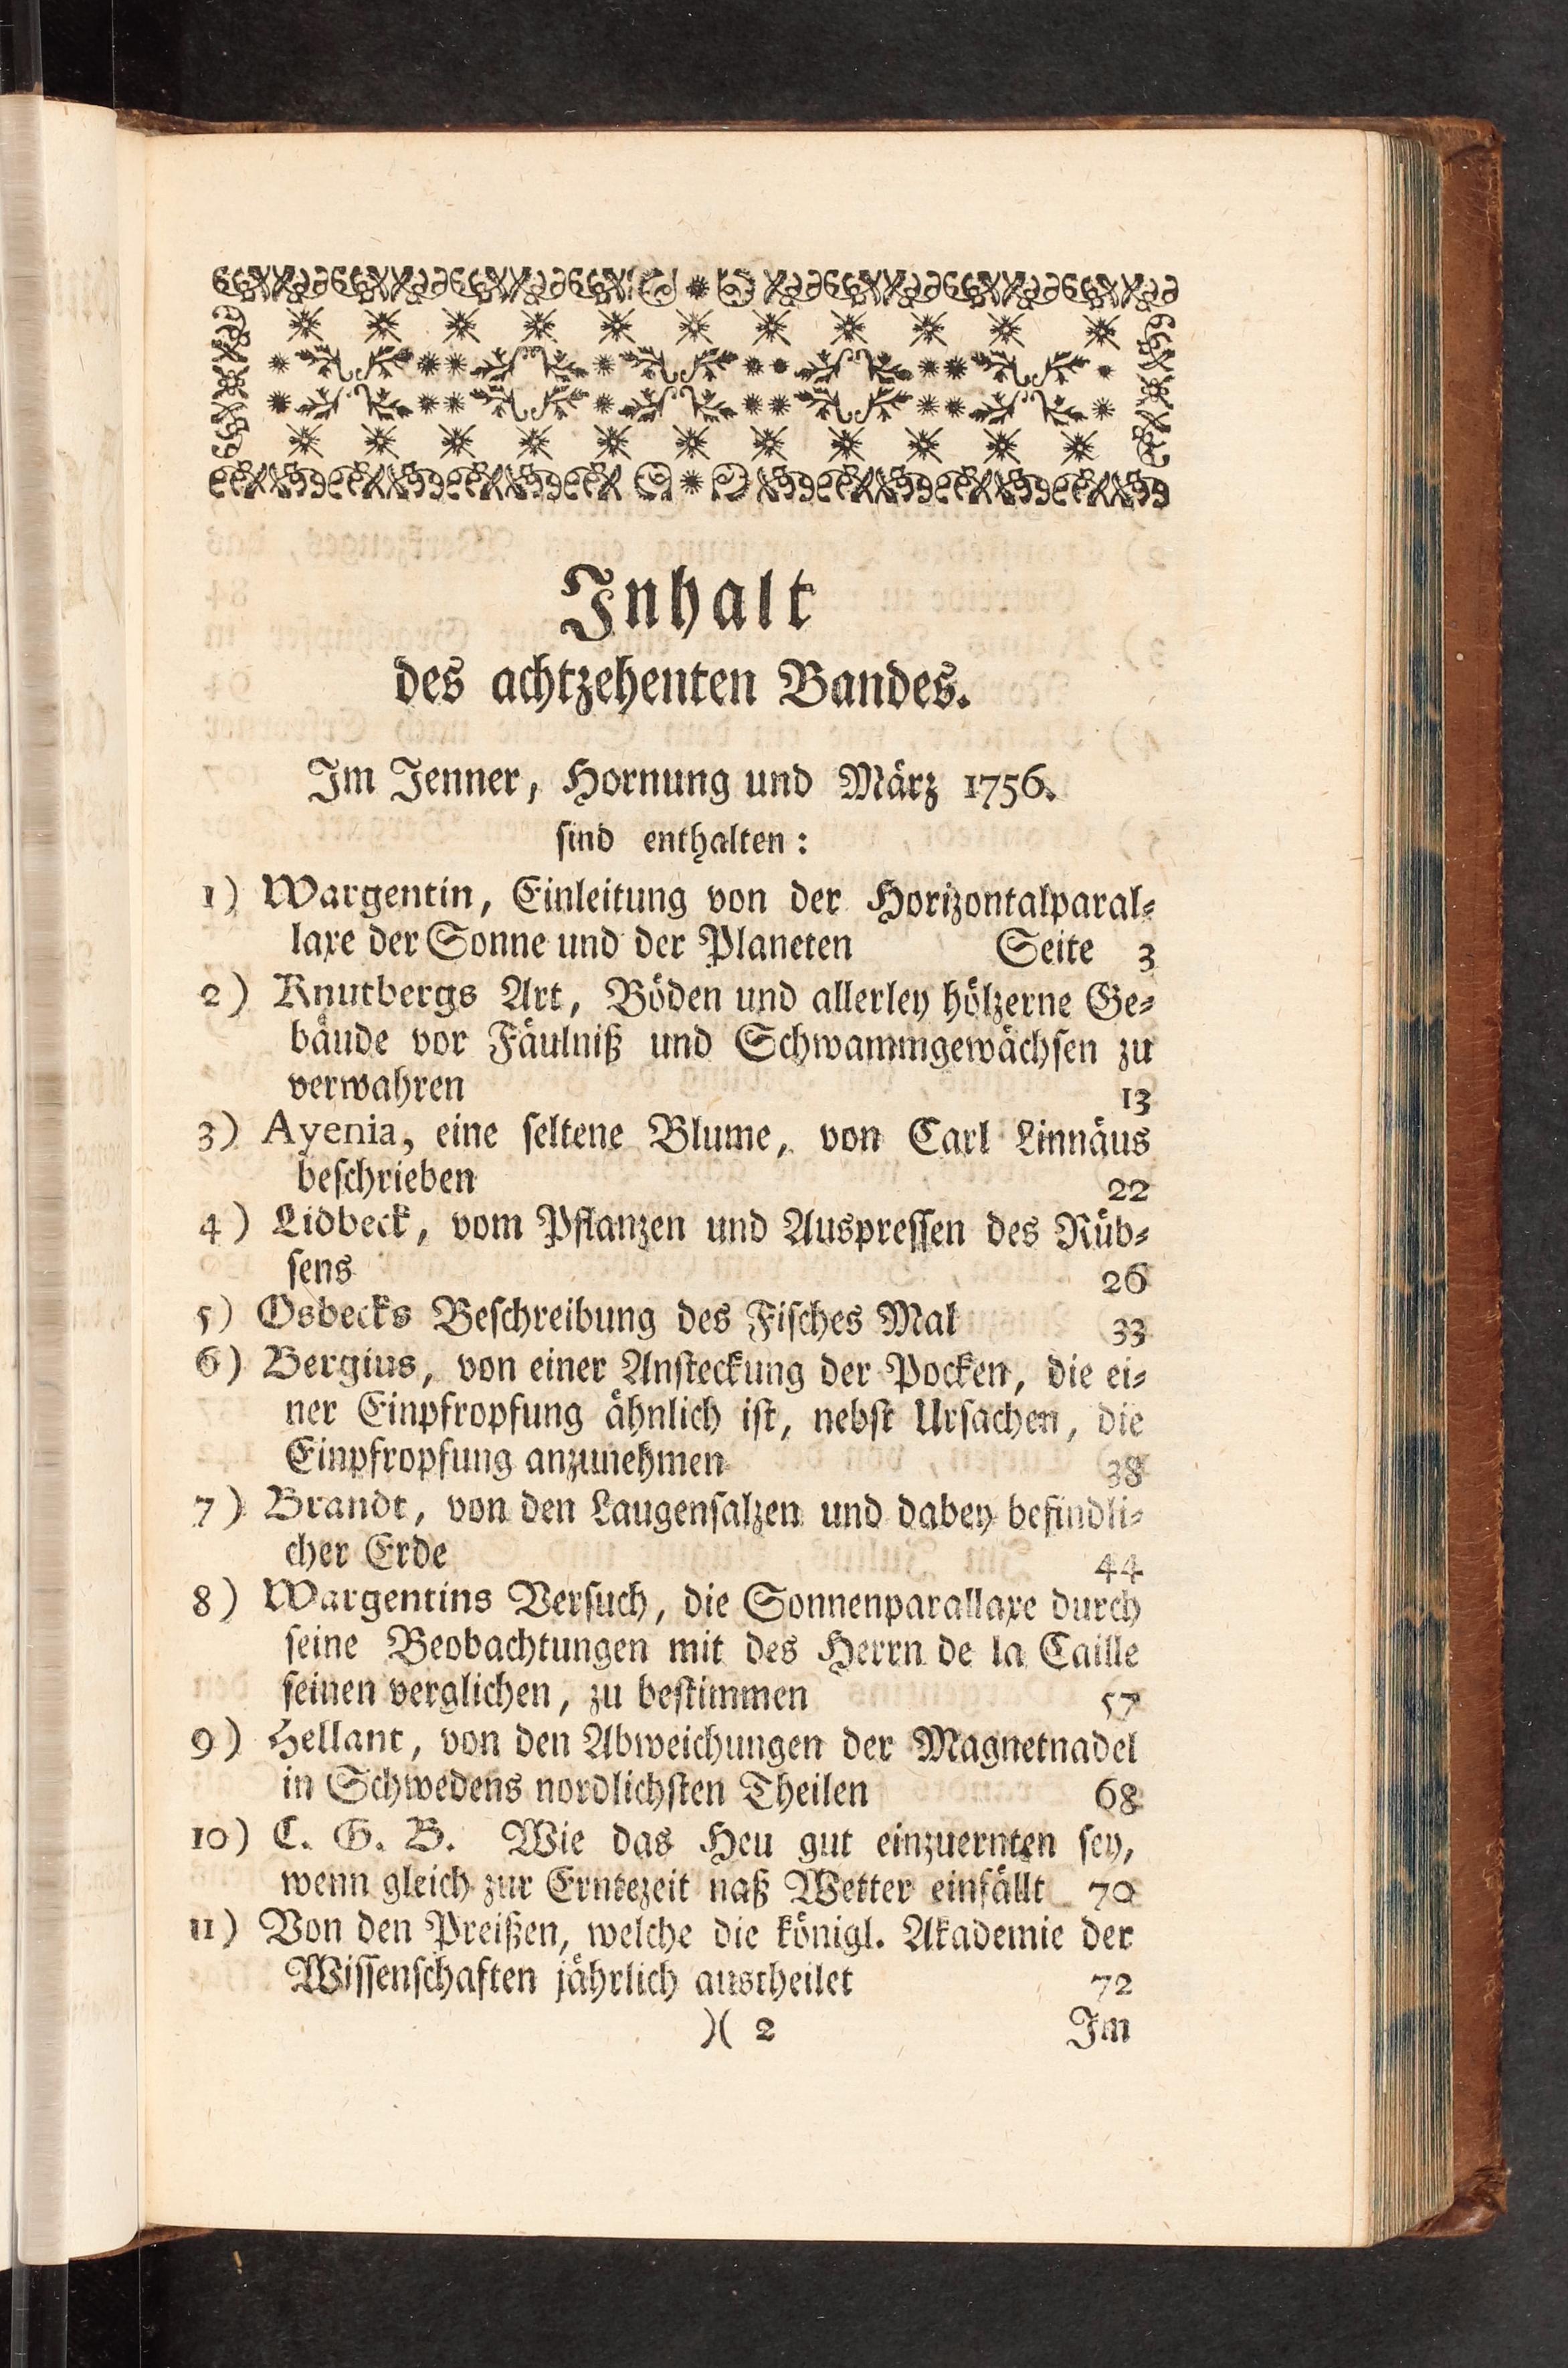 Inhalt
des achtzehenten Bandes.
Im Jenner, Hornung und März 1756.
sind enthalten:
1) Wargentin, Einleitung von der Horizontalparal-
laxe der Sonne und der Planeten Seite 3
2) Knutbergs Art, Böden und allerley hölzerne Ge-
bäude vor Fäulniß und Schwammgewächsen zu
verwahren 13
3) Ayenia, eine seltene Blume, von Carl Linnäus
beschrieben 22
4) Lidbeck, vom Pflanzen und Auspressen des Rüb-
sens 26
5) Osbecks Beschreibung des Fisches Mal 33
6) Bergius, von einer Ansteckung der Pocken, die ei-
ner Einpfropfung ähnlich ist, nebst Ursachen, die
Einpfropfung anzunehmen 38
7) Brandt, von den Laugensalzen und dabey befindli-
cher Erde 44
8) Wargentins Versuch, die Sonnenparallaxe durch
seine Beobachtungen mit des Herrn de la Caille
seinen verglichen, zu bestimmen 57
9) Hellant, von den Abweichungen der Magnetnadel
in Schwedens nordlichsten Theilen 68
10) C. G. B. Wie das Heu gut einzuernten sey,
wenn gleich zur Erntezeit naß Wetter einfällt 70
11) Von den Preißen, welche die königl. Akademie der
Wissenschaften jährlich austheilet 72
)( 2 Im